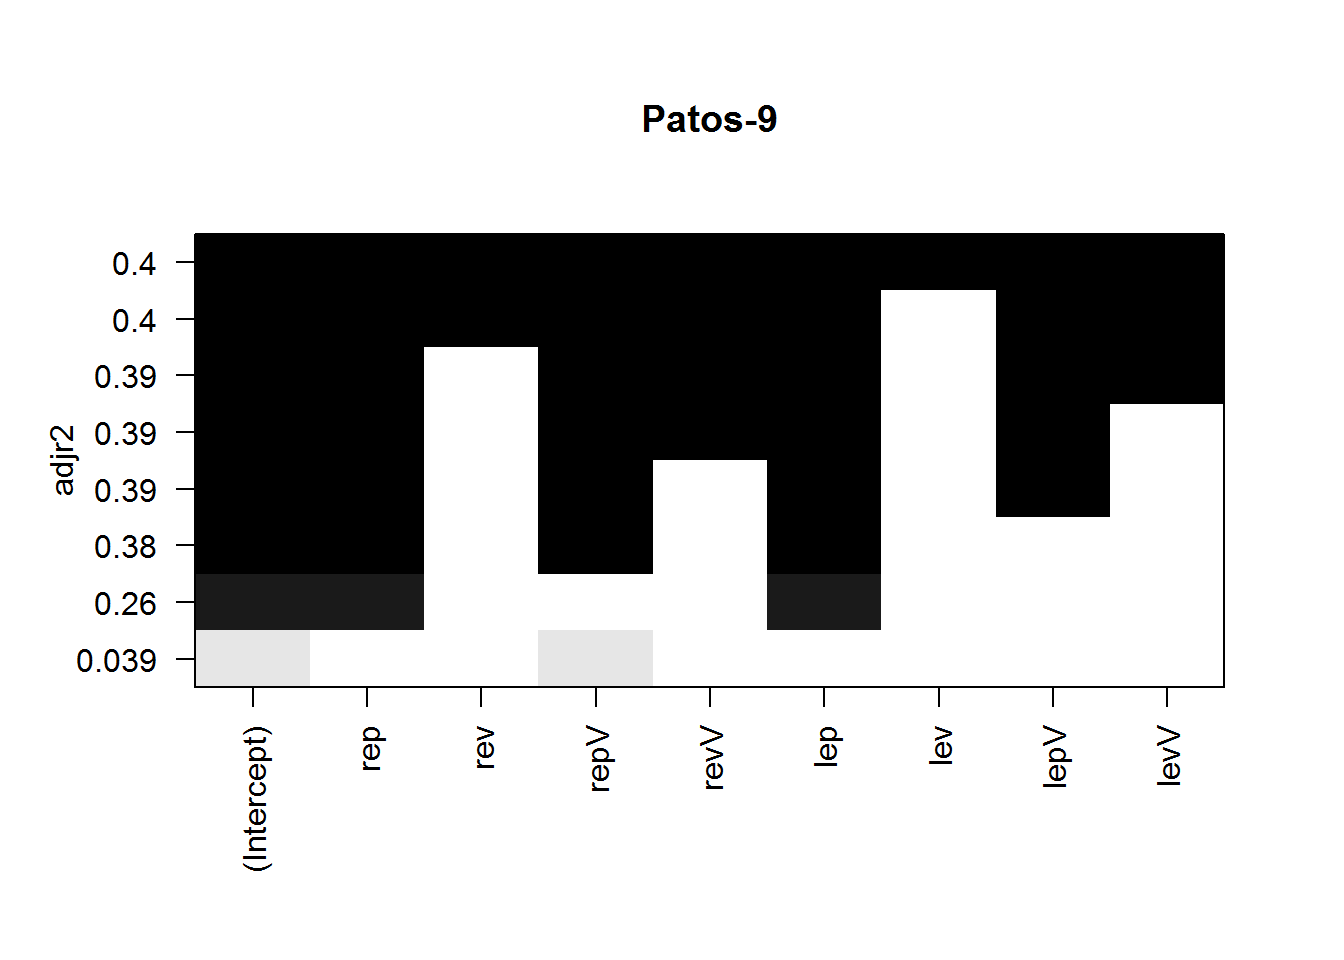 Patos-9
adjr2
0.4
0.4
0.39
0.39
0.39
0.38
0.26
0.039
(Intercept)
rep
rev
repV
revV
lep
lev
lepV
levV